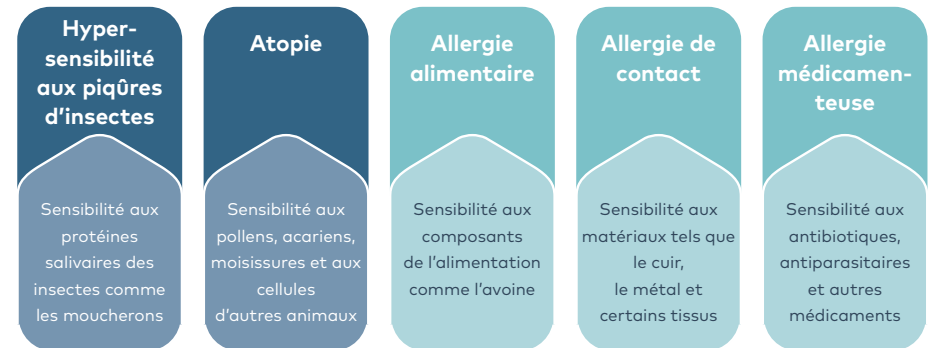 Hyper-
sensibilité
aux piqûres
d'insectes
Sensibilité aux
protéines
salivaires des
insectes comme
les moucherons
Atopie
Sensibilité aux
pollens, acariens,
moisissures et aux
cellules
d'autres animaux
Allergie
alimentaire
Sensibilité aux
composants
de l'alimentation
comme l'avoine
Allergie de
contact
Sensibilité aux
matériaux tels que
le cuir,
le métal et
certains tissus
Allergie
médicamen-
teuse
Sensibilité aux
antibiotiques,
antiparasitaires
et autres
médicaments